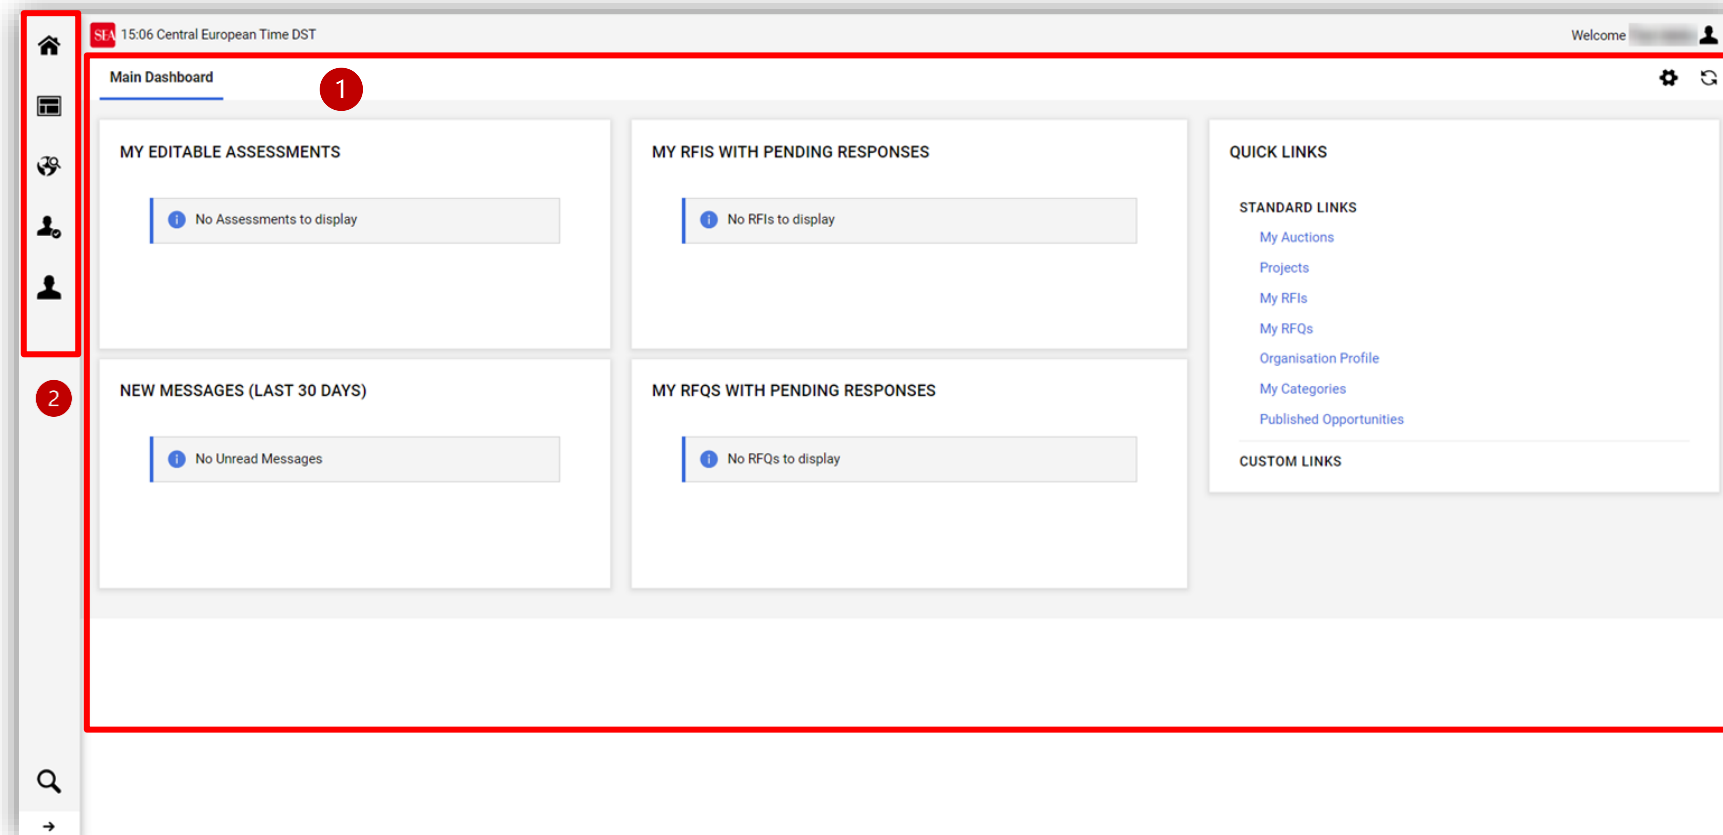 SEA 15:06 Central European Time DST
Welcome
Main Dashboard
1
MY EDITABLE ASSESSMENTS
No Assessments to display
MY RFIS WITH PENDING RESPONSES
No RFIs to display
QUICK LINKS
STANDARD LINKS
My Auctions
Projects
My RFIs
My RFQs
Organisation Profile
My Categories
Published Opportunities
CUSTOM LINKS
2
NEW MESSAGES (LAST 30 DAYS)
No Unread Messages
MY RFQS WITH PENDING RESPONSES
No RFQs to display